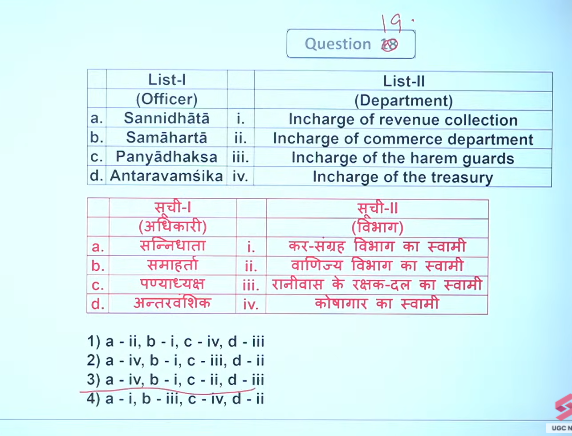 19.
Question
List-I List-II
(Officer) (Department)
a. Sannidhātā i. Incharge of revenue collection
b. Samāhartā ii. Incharge of commerce department
c. Panyādhaksa iii. Incharge of the harem guards
d. Antaravamśika iv. Incharge of the treasury
सूची-I सूची-II
(अधिकारी) (विभाग)
a. सन्निधाता i. कर-संग्रह विभाग का स्वामी
b. समाहर्ता ii. वाणिज्य विभाग का स्वामी
c. पण्याध्यक्ष iii. रानीवास के रक्षक-दल का स्वामी
d. अन्तरवंशिक iv. कोषागार का स्वामी
1) a - ii, b - i, c - iv, d - iii
2) a - iv, b - i, c - iii, d - ii
3) a - iv, b - i, c - ii, d - iii
4) a - i, b - iii, c - iv, d - ii
UGC N